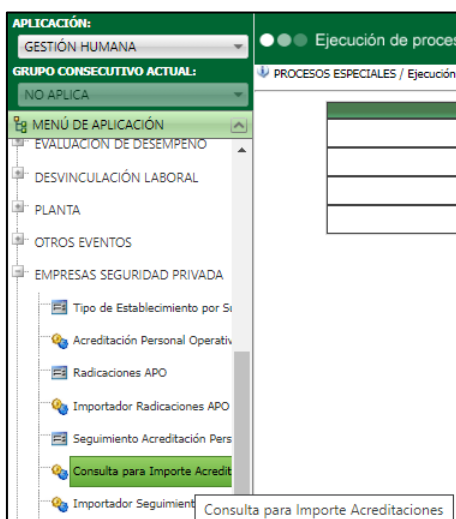 APLICACIÓN:
GESTIÓN HUMANA
GRUPO CONSECUTIVO ACTUAL:
NO APLICA
MENÚ DE APLICACIÓN
EVALUACIÓN DE DESEMPEÑO
DESVINCULACIÓN LABORAL
PLANTA
OTROS EVENTOS
EMPRESAS SEGURIDAD PRIVADA
Tipo de Establecimiento por Su
Acreditación Personal Operativ
Radicaciones APO
Importador Radicaciones APO
Seguimiento Acreditación Pers
Consulta para Importe Acredit
Importador Seguimient
Consulta para Importe Acreditaciones
Ejecución de proces
PROCESOS ESPECIALES / Ejecución